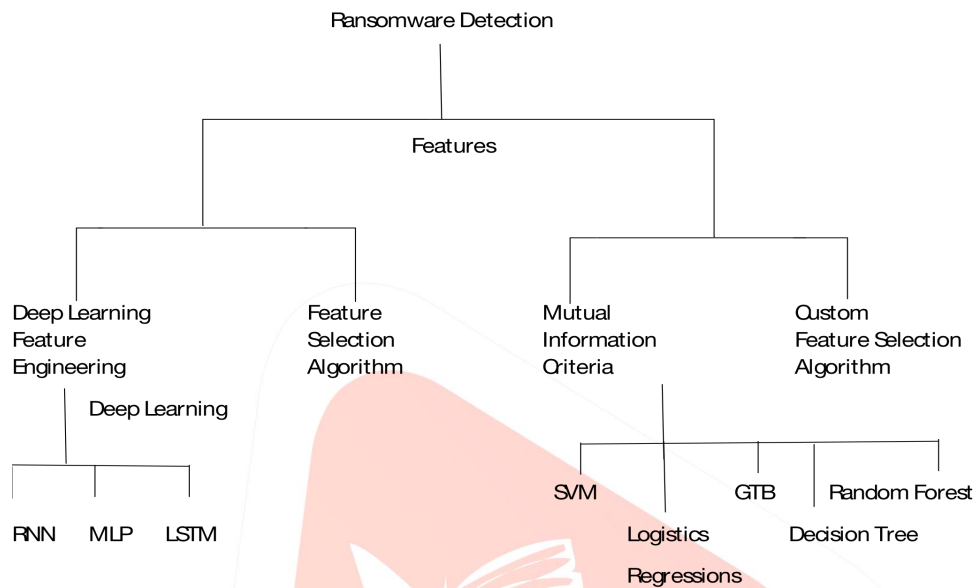 Ransomware Detection
Features
Deep Learning
Feature
Engineering
Feature
Selection
Algorithm
Mutual
Information
Criteria
Custom
Feature Selection
Algorithm
Deep Learning
RNN
MLP
LSTM
SVM
Logistics
Regressions
GTB
Decision Tree
Random Forest